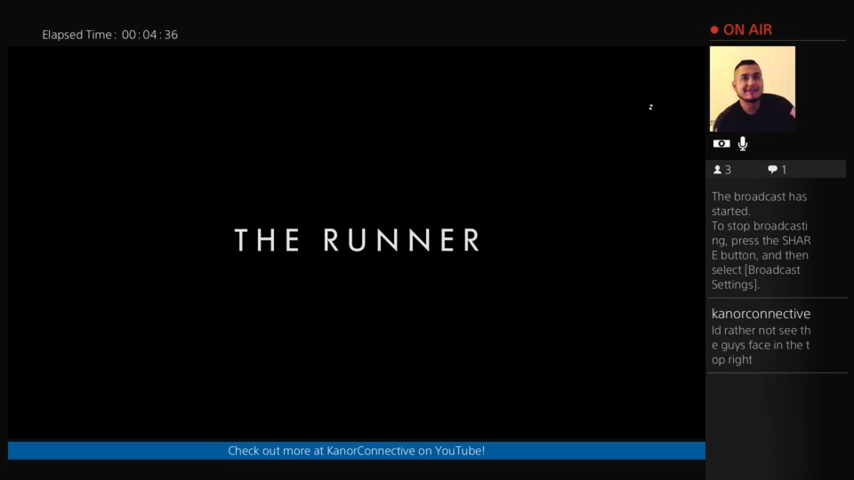 Elapsed Time: 00:04:36
ON AIR
THE RUNNER
3 1
The broadcast has
started.
To stop broadcasti
ng, press the SHAR
E button, and then
select [Broadcast
Settings].
kanorconnective
Id rather not see th
e guys face in the t
op right
Check out more at KanorConnective on YouTube!